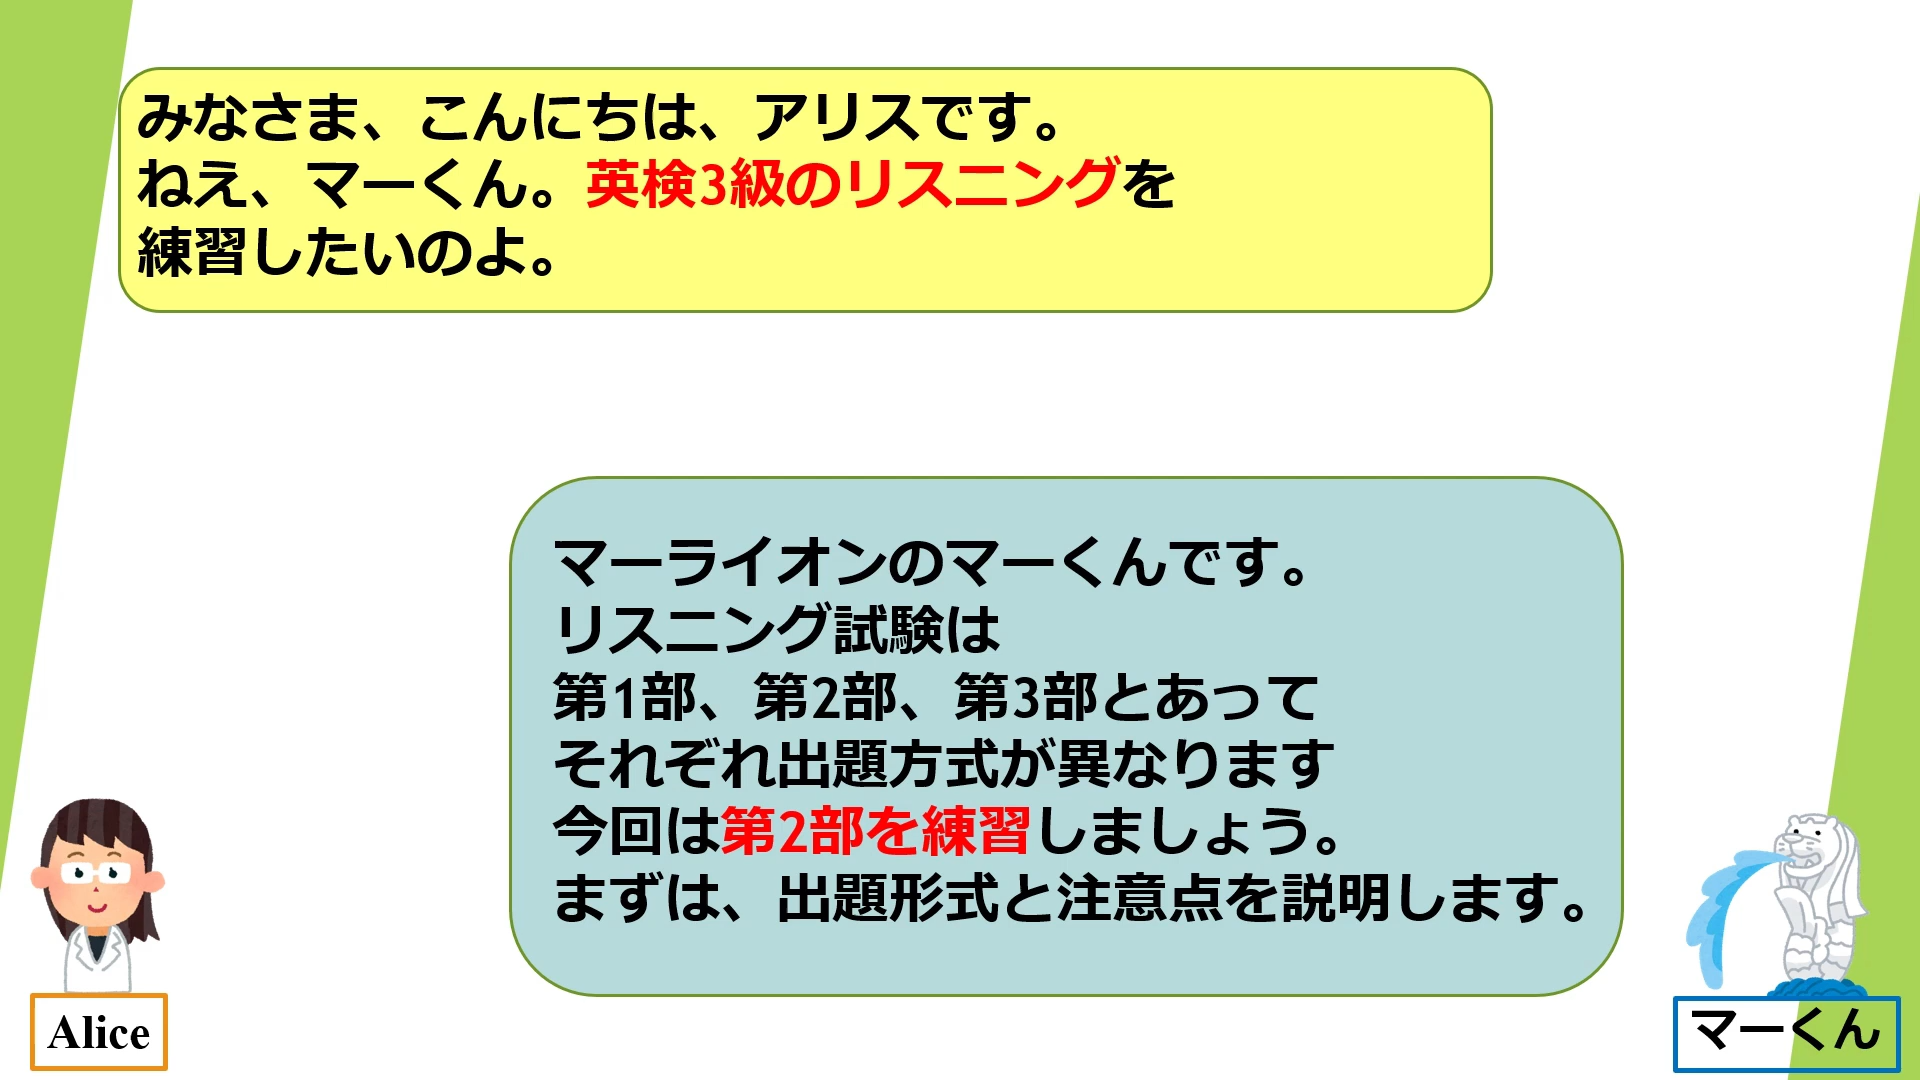 みなさま、こんにちは、アリスです。
ねえ、マーくん。英検3級のリスニングを
練習したいのよ。
マーライオンのマーくんです。
リスニング試験は
第1部、第2部、第3部とあって
それぞれ出題方式が異なります
今回は第2部を練習しましょう。
まずは、出題形式と注意点を説明します。
Alice
マーくん